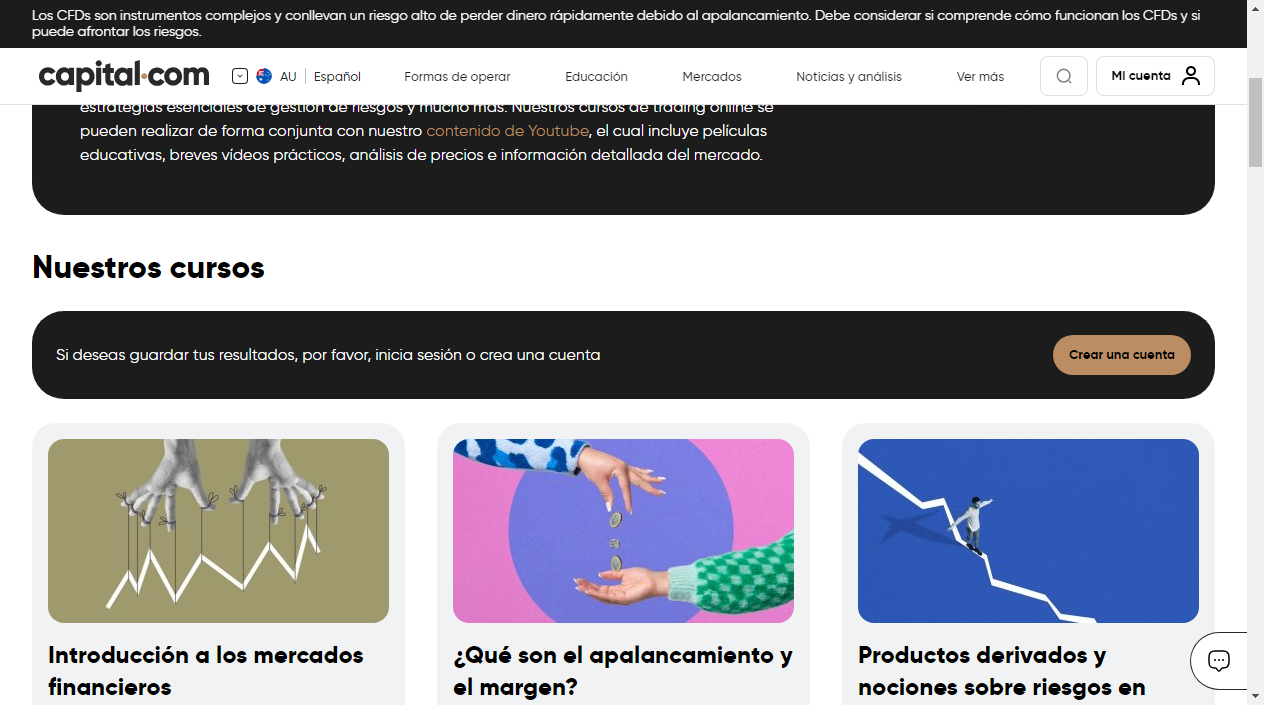 Los CFDs son instrumentos complejos y conllevan un riesgo alto de perder dinero rápidamente debido al apalancamiento. Debe considerar si comprende cómo funcionan los CFDs y si
puede afrontar los riesgos.
capital.com
AU Español
Formas de operar
Educación
Mercados
Noticias y análisis
Ver más
Mi cuenta
estrategias esenciales de gestión de riesgos y mucho más. Nuestros cursos de trading online se
pueden realizar de forma conjunta con nuestro contenido de Youtube, el cual incluye películas
educativas, breves vídeos prácticos, análisis de precios e información detallada del mercado.
Nuestros cursos
Si deseas guardar tus resultados, por favor, inicia sesión o crea una cuenta
Crear una cuenta
Introducción a los mercados
financieros
¿Qué son el apalancamiento y
el margen?
Productos derivados y
nociones sobre riesgos en